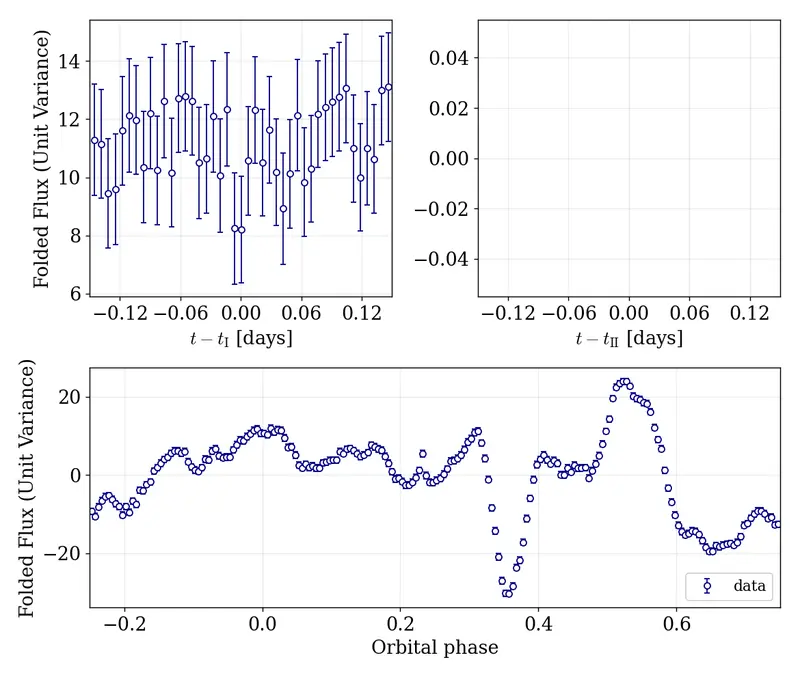 Folded Flux (Unit Variance)
14
12
10
8
6
−0.12 −0.06 0.00 0.06 0.12
t − tI [days]
0.04
0.02
0.00
−0.02
−0.04
−0.12 −0.06 0.00 0.06 0.12
t − tII [days]
Folded Flux (Unit Variance)
20
0
−20
data
−0.2 0.0 0.2 0.4 0.6
Orbital phase